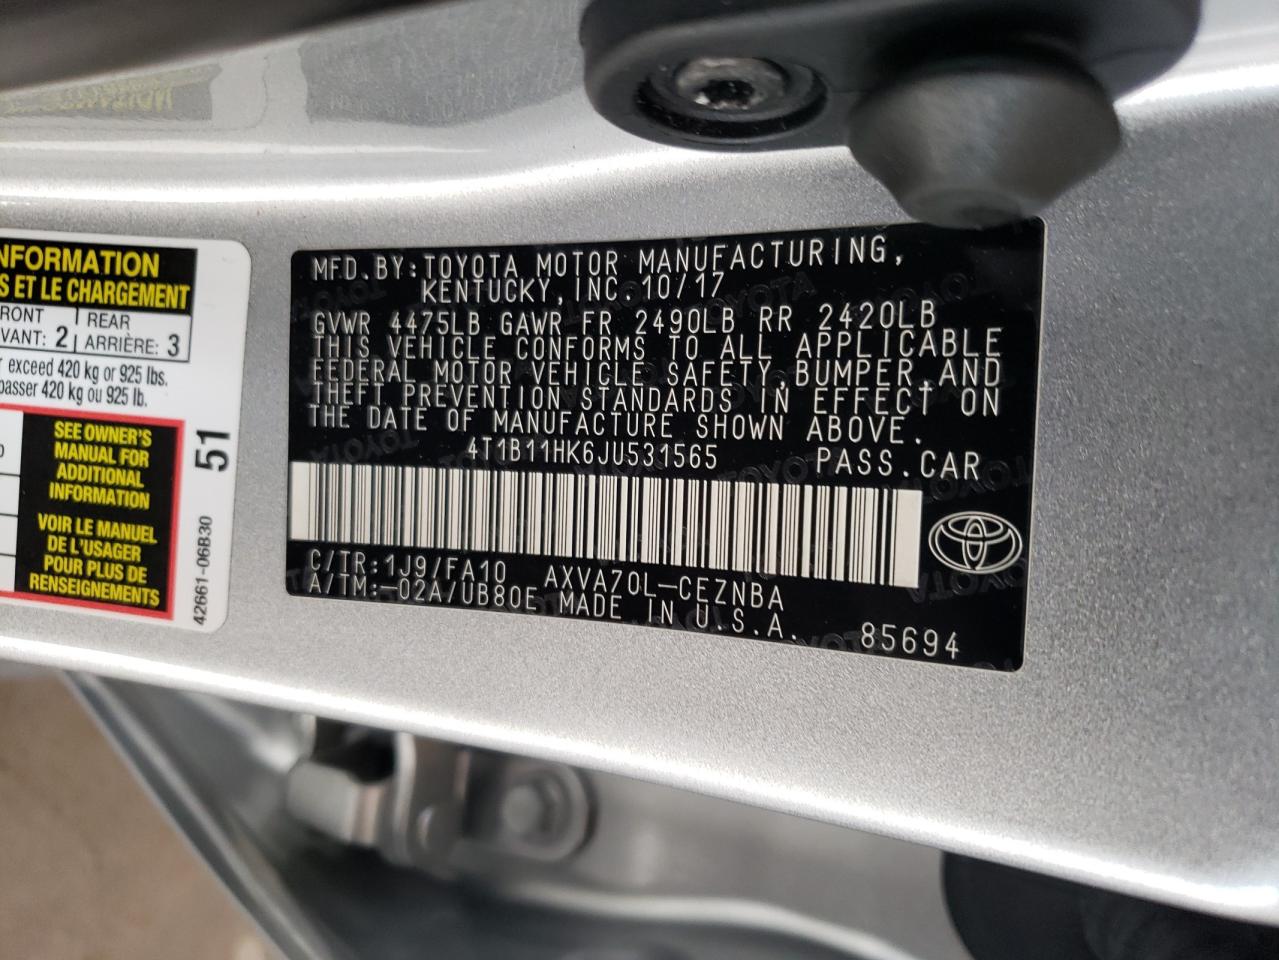 NFORMATION
S ET LE CHARGEMENT
RONT
VANT: 2
REAR
ARRIÈRE: 3
exceed 420 kg or 925 lbs.
passer 420 kg ou 925 lb.
SEE OWNER'S
MANUAL FOR
ADDITIONAL
INFORMATION
VOIR LE MANUEL
DE L'USAGER
POUR PLUS DE
RENSEIGNEMENTS
51
42661-06B30
MFD.BY:TOYOTA MOTOR MANUFACTURING,
KENTUCKY,INC.10/17
GVWR 4475LB GAWR FR 2490LB RR 2420LB
THIS VEHICLE CONFORMS TO ALL APPLICABLE
FEDERAL MOTOR VEHICLE SAFETY,BUMPER,AND
THEFT PREVENTION STANDARDS IN EFFECT ON
THE DATE OF MANUFACTURE SHOWN ABOVE.
4T1B11HK6JU531565 PASS.CAR
C/TR:1J9/FA10 AXVA70L-CEZNBA
A/TM:-02A/UB80E MADE IN U.S.A. 85694